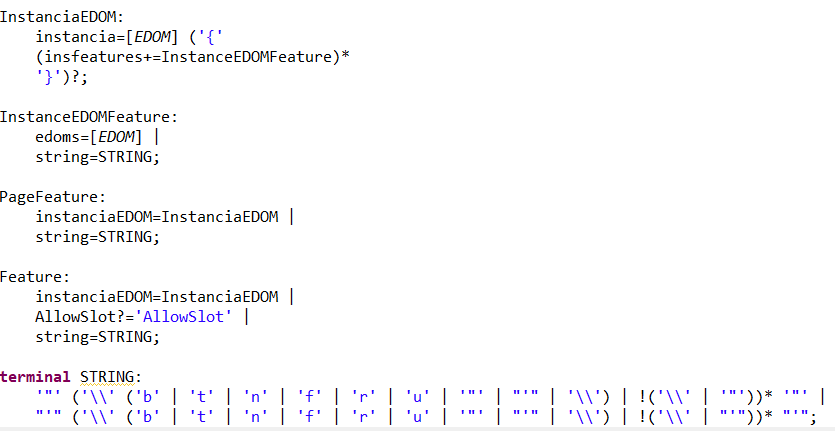 InstanciaEDOM:
    instancia=[EDOM] ('{'
    (insfeatures+=InstanceEDOMFeature)*
    '}')?;

InstanceEDOMFeature:
    edoms=[EDOM] |
    string=STRING;

PageFeature:
    instanciaEDOM=InstanciaEDOM |
    string=STRING;

Feature:
    instanciaEDOM=InstanciaEDOM |
    AllowSlot?='AllowSlot' |
    string=STRING;

terminal STRING:
    '"' ('\\' ('b' | 't' | 'n' | 'f' | 'r' | 'u' | '"' | "'" | '\\') | !('\\' | '"'))* '"' |
    "'" ('\\' ('b' | 't' | 'n' | 'f' | 'r' | 'u' | '"' | "'" | '\\') | !('\\' | "'"))* "'";